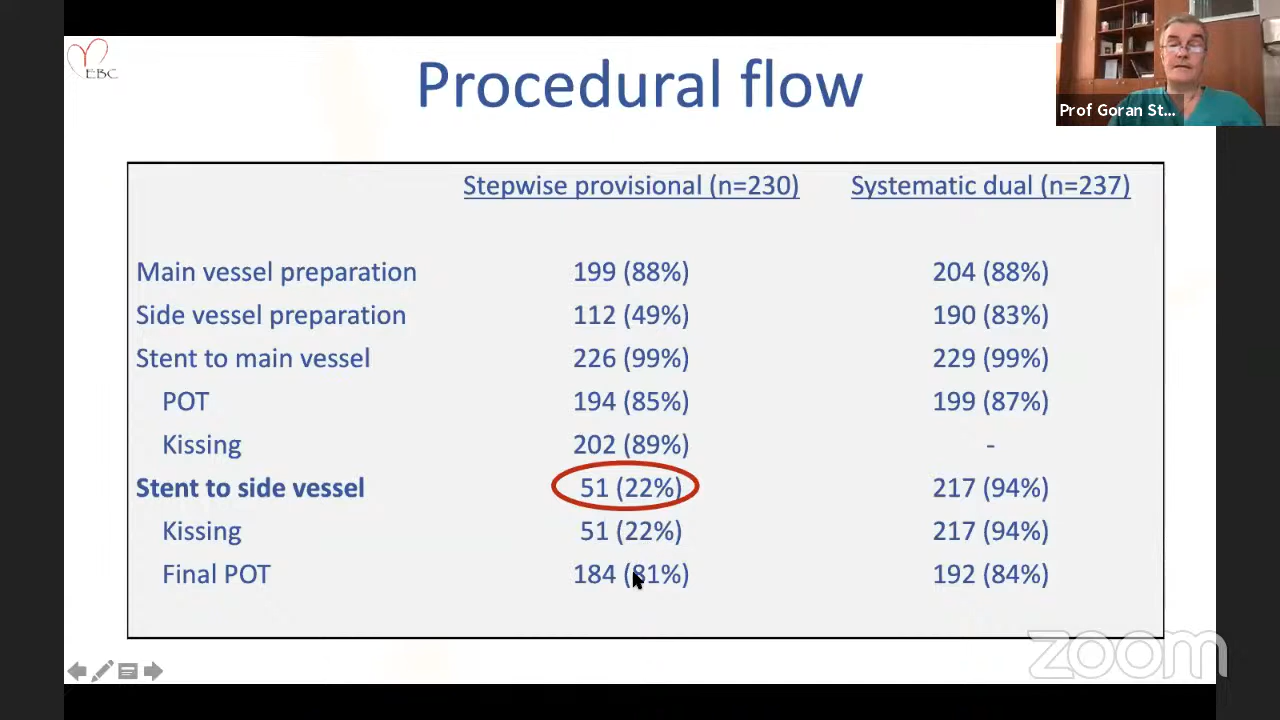 EBC
Procedural flow
Prof Goran St...
Stepwise provisional (n=230) Systematic dual (n=237)
Main vessel preparation 199 (88%) 204 (88%)
Side vessel preparation 112 (49%) 190 (83%)
Stent to main vessel 226 (99%) 229 (99%)
POT 194 (85%) 199 (87%)
Kissing 202 (89%) -
Stent to side vessel 51 (22%) 217 (94%)
Kissing 51 (22%) 217 (94%)
Final POT 184 (81%) 192 (84%)
zoom